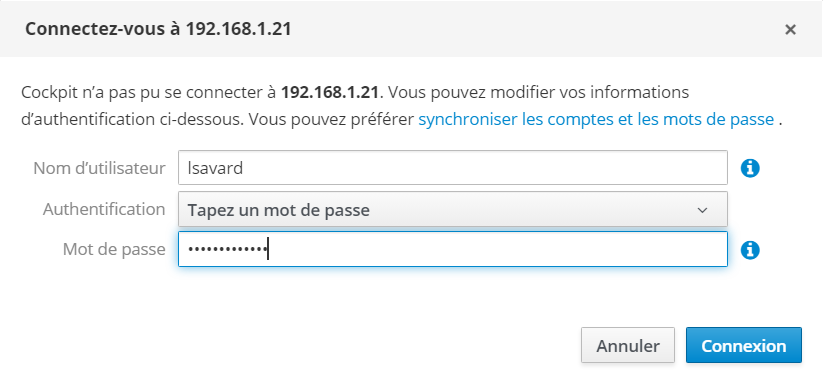 Connectez-vous à 192.168.1.21
×
Cockpit n’a pas pu se connecter à 192.168.1.21. Vous pouvez modifier vos informations
d’authentification ci-dessous. Vous pouvez préférer synchroniser les comptes et les mots de passe .
Nom d’utilisateur lsavard
Authentification Tapez un mot de passe
Mot de passe •••••••••••••
Annuler Connexion